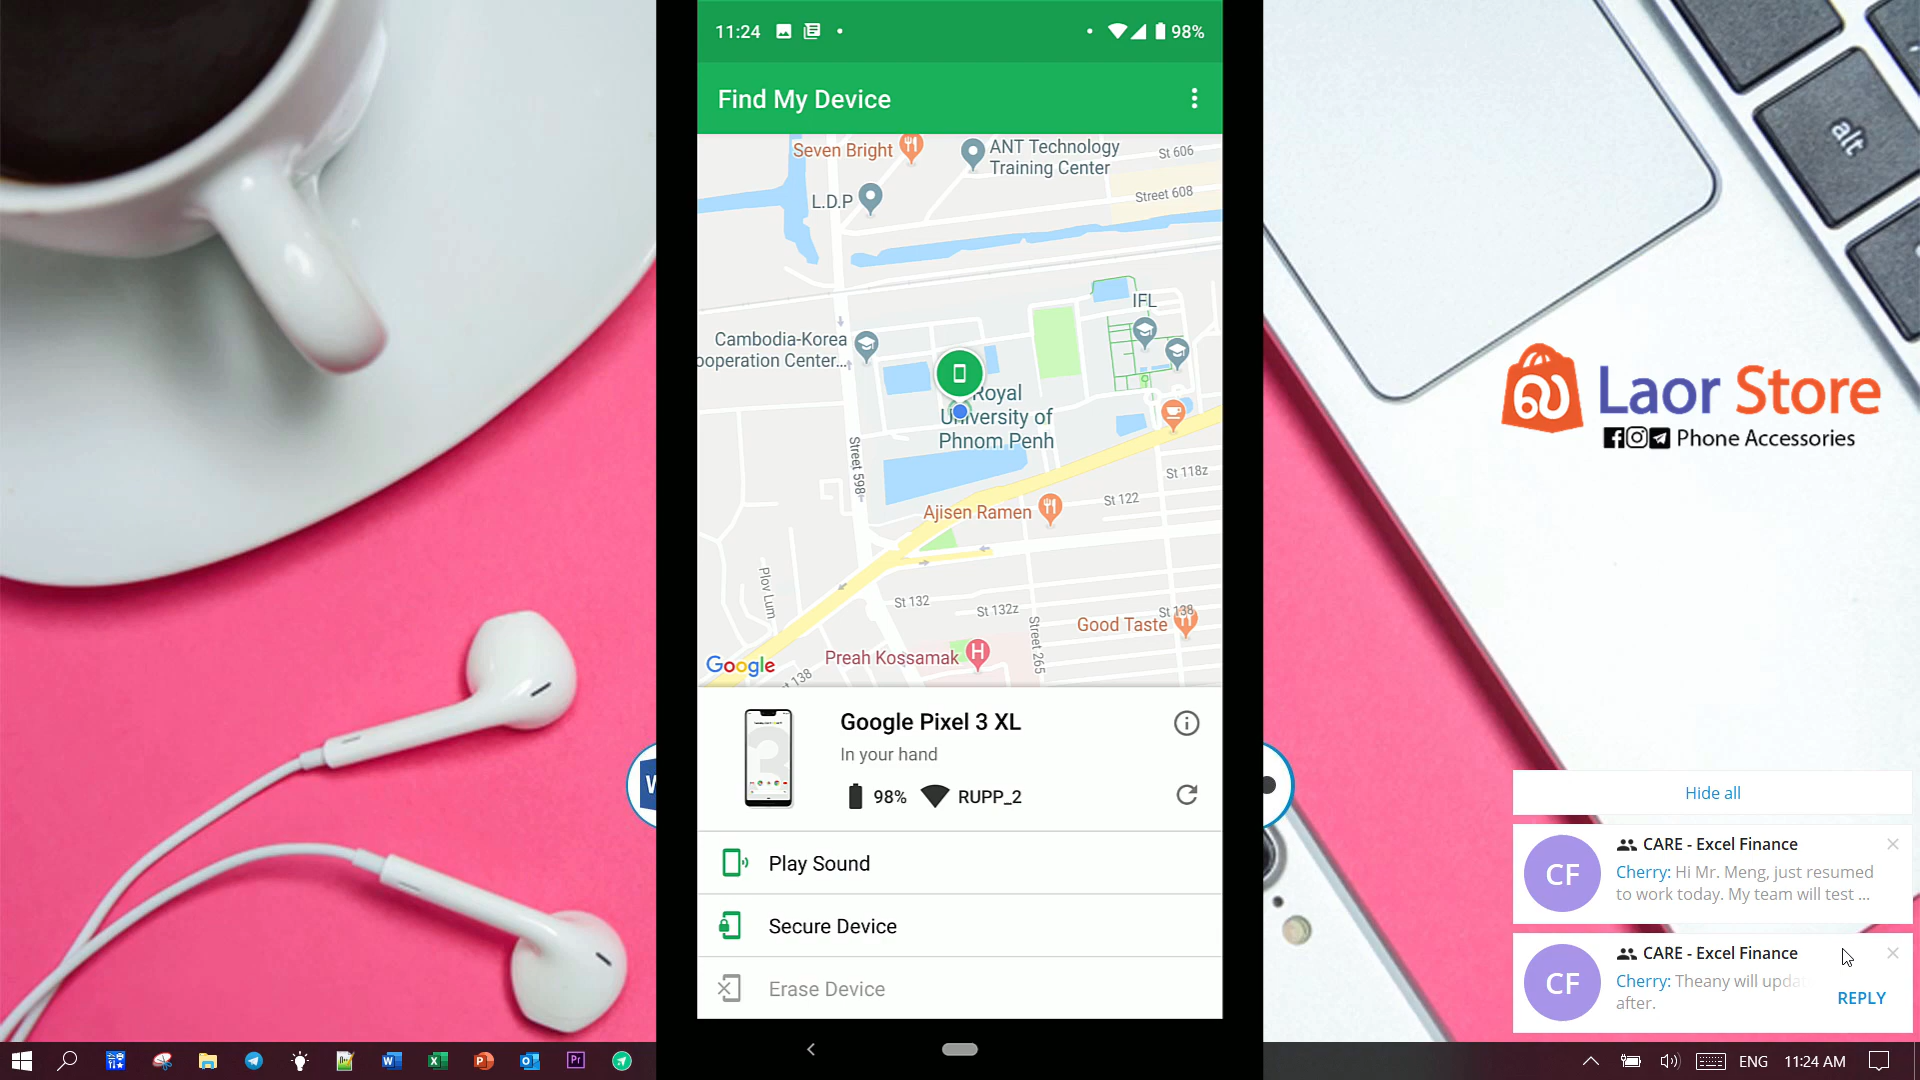 11:24
98%
Find My Device
Seven Bright
ANT Technology
Training Center
St 606
L.D.P
Street 608
IFL
Cambodia-Korea
ooperation Center...
Royal
University of
Phnom Penh
Street 598
St 118z
St 122
Ajisen Ramen
Plov Lum
St 132
St 132z
St 138
Good Taste
Street 265
Preah Kossamak
Google
St 138
Google Pixel 3 XL
In your hand
98%
RUPP_2
Play Sound
Secure Device
Erase Device
alt
Laor Store
Phone Accessories
Hide all
CF
CARE - Excel Finance
Cherry: Hi Mr. Meng, just resumed
to work today. My team will test ...
CF
CARE - Excel Finance
Cherry: Theany will upda
after.
REPLY
ENG
11:24 AM